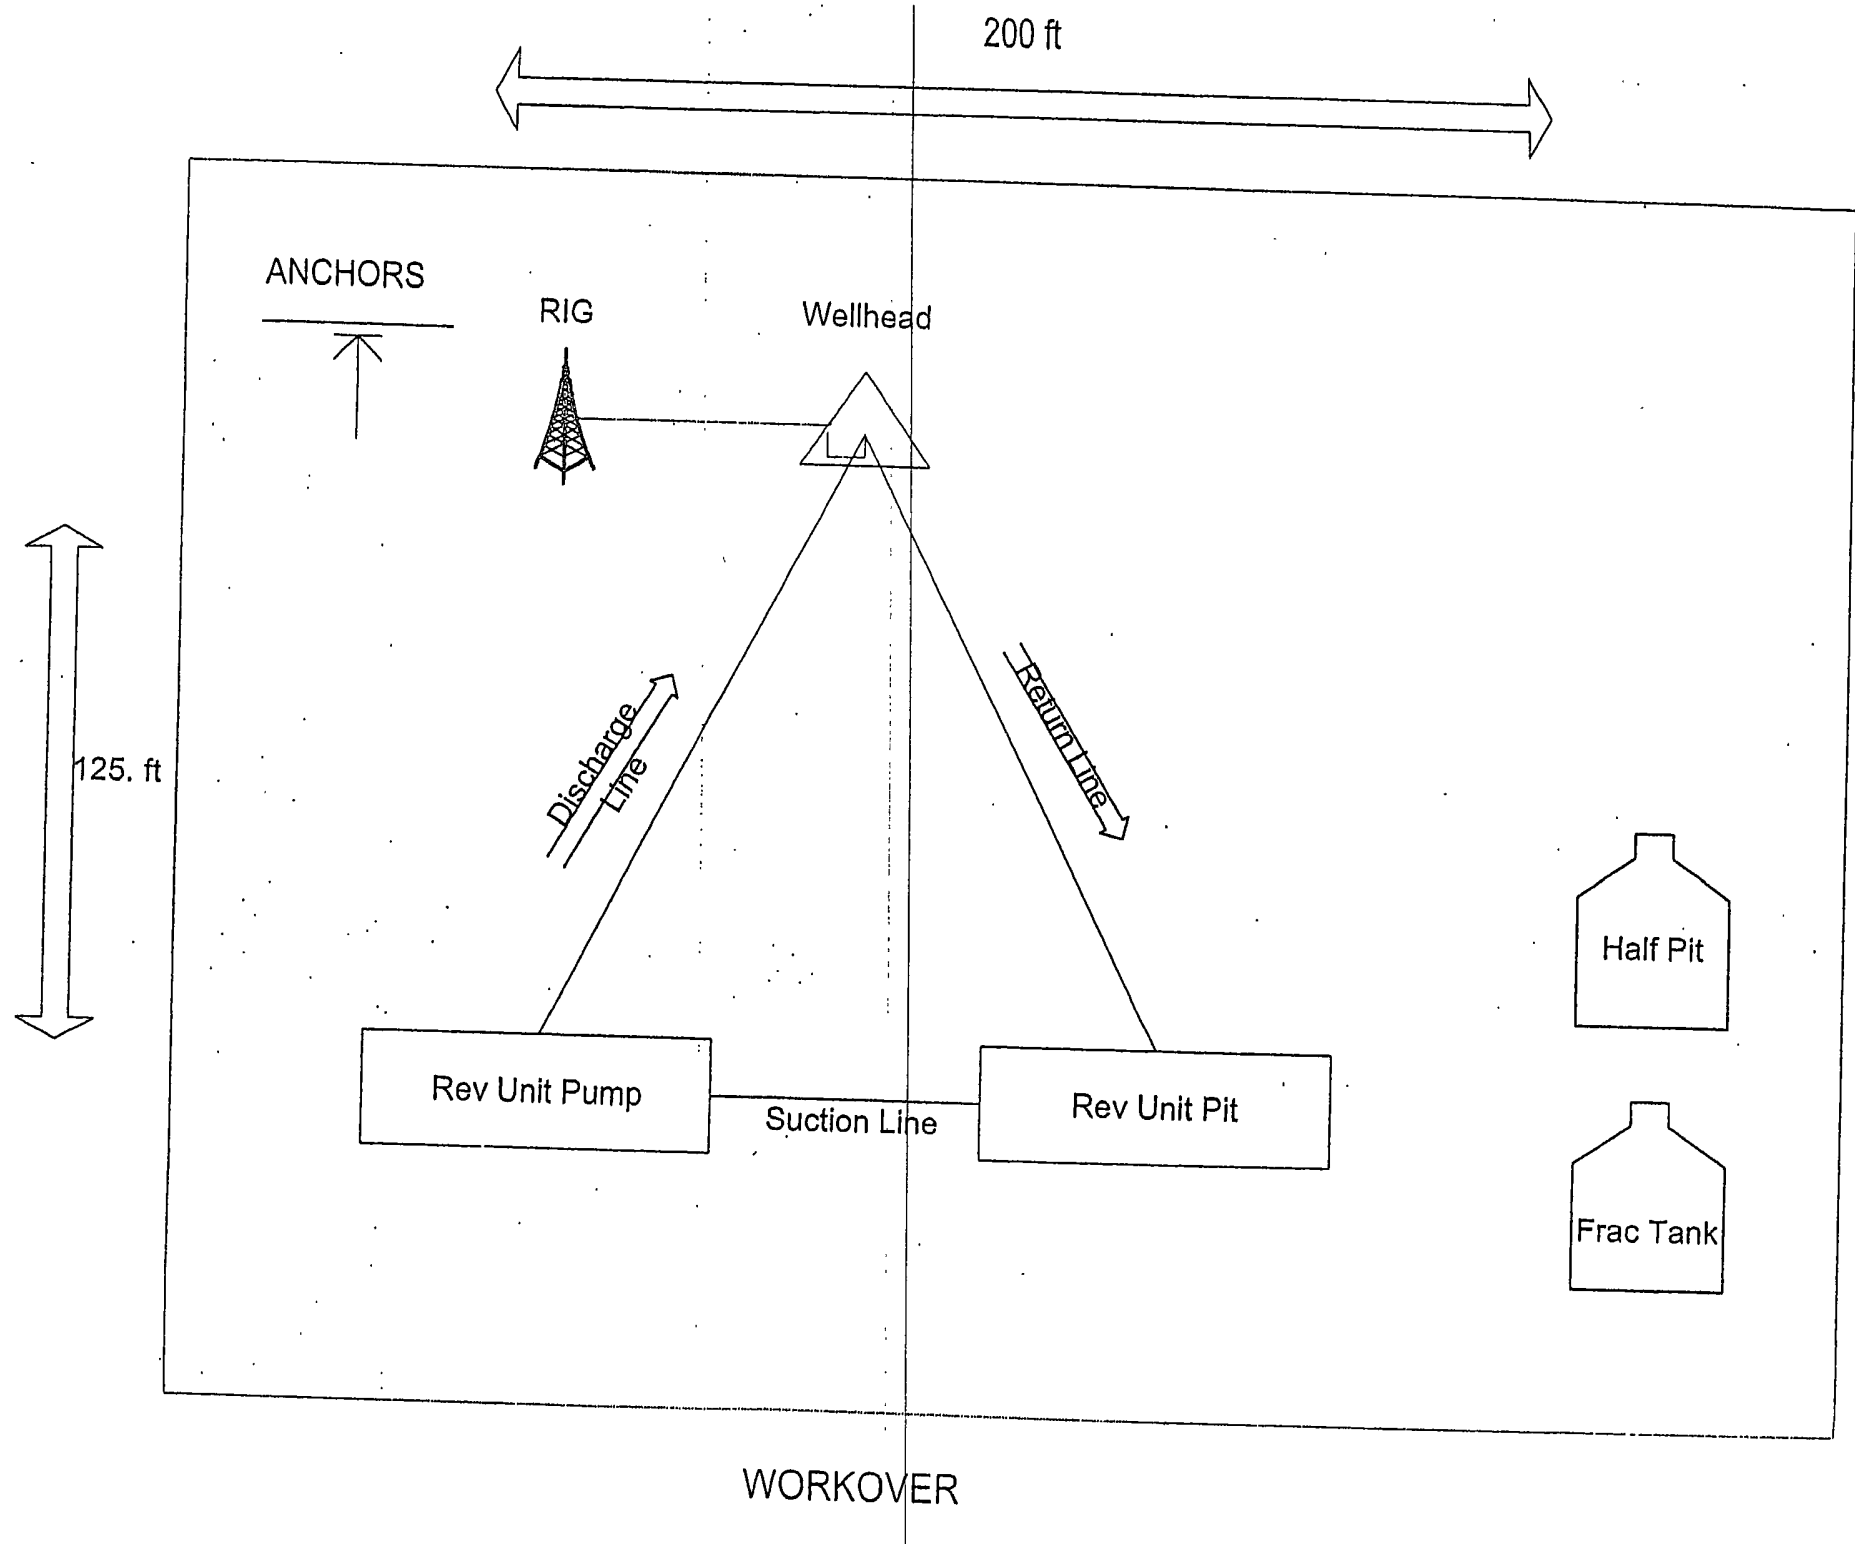 200 ft
ANCHORS
RIG
Wellhead
125. ft
Discharge
Line
Return Line
Half Pit
Rev Unit Pump
Suction Line
Rev Unit Pit
Frac Tank
WORKOVER